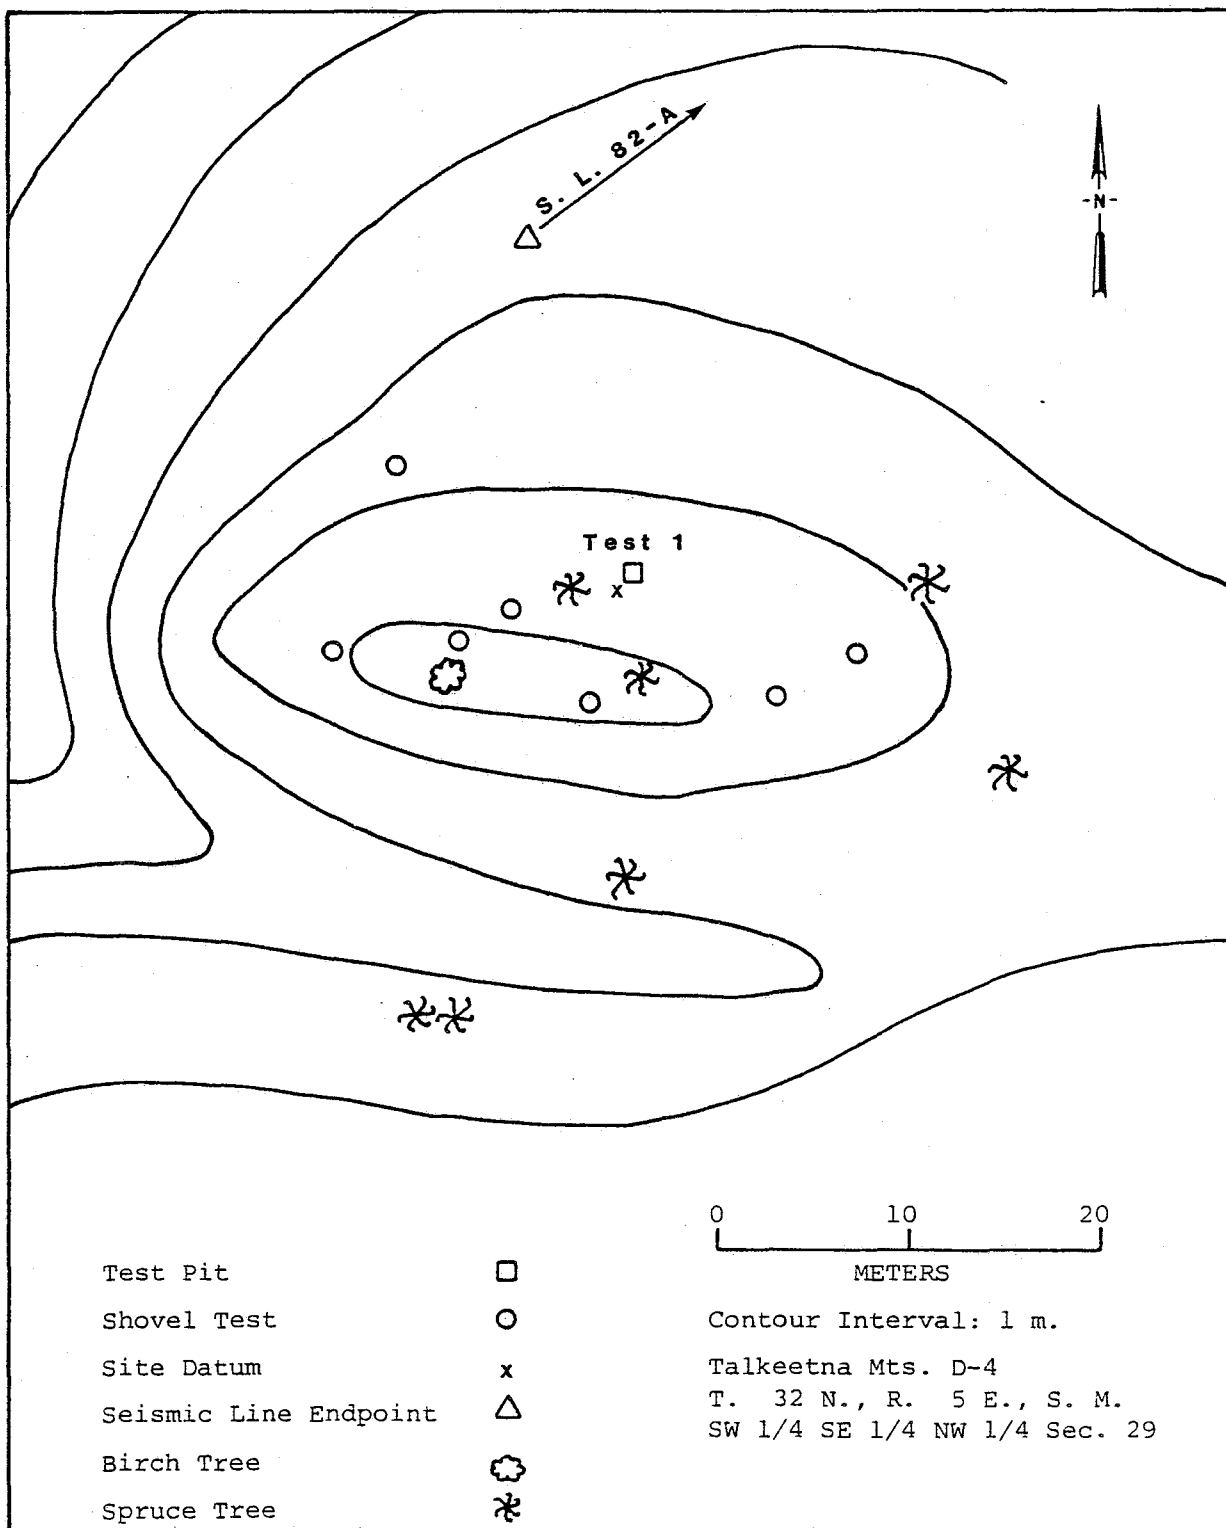 S. L. 82-A
-N-
Test 1
0 10 20
METERS
Test Pit
Shovel Test
Site Datum
x
Seismic Line Endpoint
Birch Tree
Spruce Tree
Contour Interval: 1 m.
Talkeetna Mts. D-4
T. 32 N., R. 5 E., S. M.
SW 1/4 SE 1/4 NW 1/4 Sec. 29
x